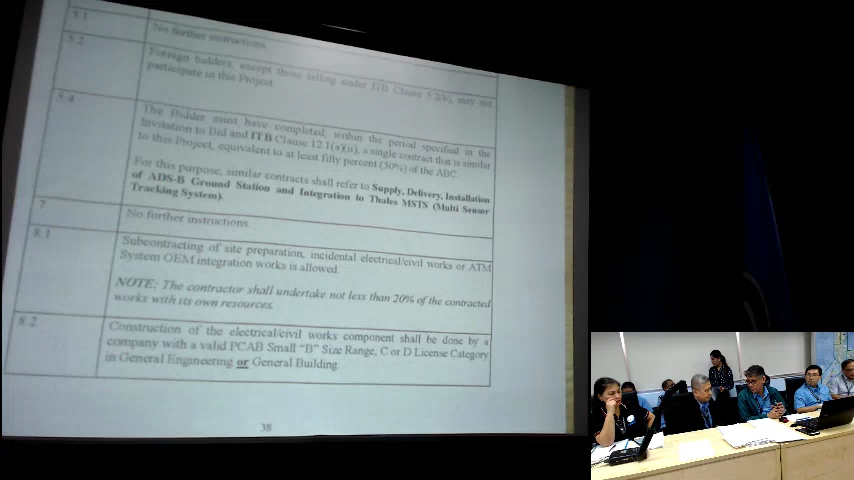 5.1
No further instructions.
5.2
Foreign bidders, except those falling under ITB Clause 5.2(b), may not
participate in this Project.
5.4
The Bidder must have completed, within the period specified in the
Invitation to Bid and ITB Clause 12.1(a)(ii), a single contract that is similar
to this Project, equivalent to at least fifty percent (50%) of the ABC.
For this purpose, similar contracts shall refer to Supply, Delivery, Installation
of ADS-B Ground Station and Integration to Thales MSTS (Multi Sensor
Tracking System).
7
No further instructions.
8.1
Subcontracting of site preparation, incidental electrical/civil works or ATM
System OEM integration works is allowed.
NOTE: The contractor shall undertake not less than 20% of the contracted
works with its own resources.
8.2
Construction of the electrical/civil works component shall be done by a
company with a valid PCAB Small "B" Size Range, C or D License Category
in General Engineering or General Building.
38